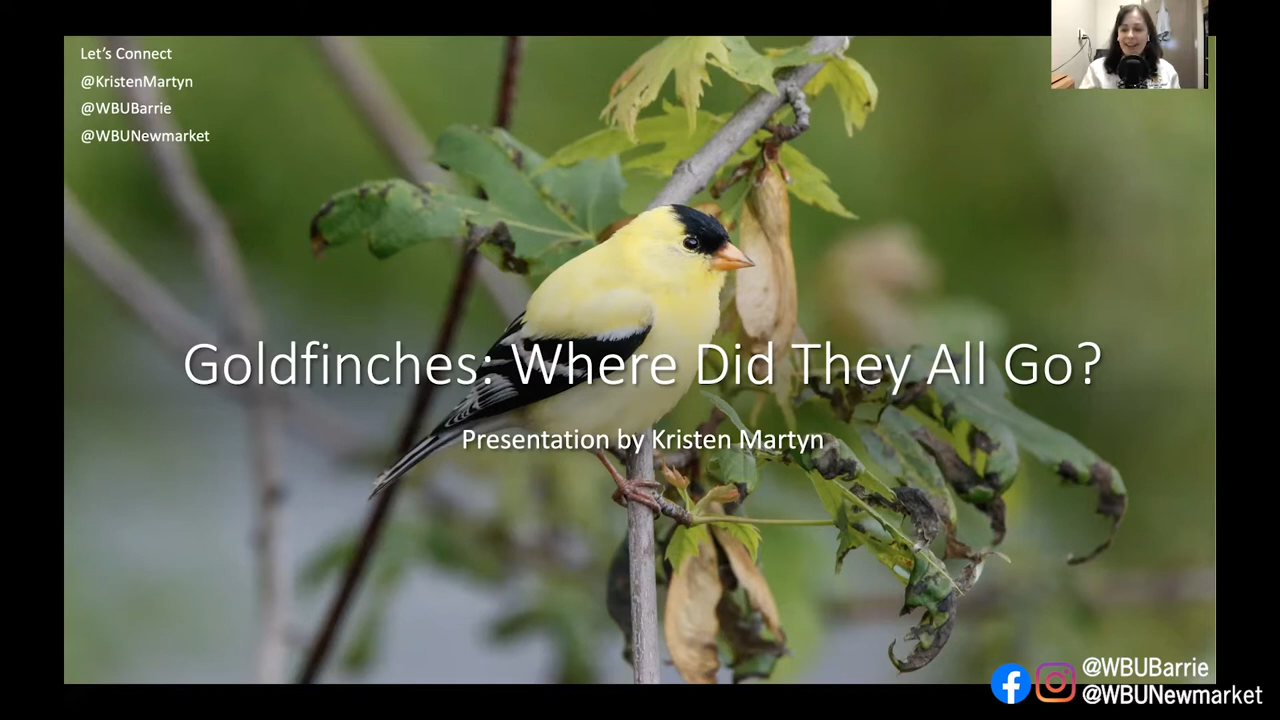 Let's Connect
@KristenMartyn
@WBUBarrie
@WBUNewmarket
Goldfinches: Where Did They All Go?
Presentation by Kristen Martyn
@WBUBarrie
@WBUNewmarket